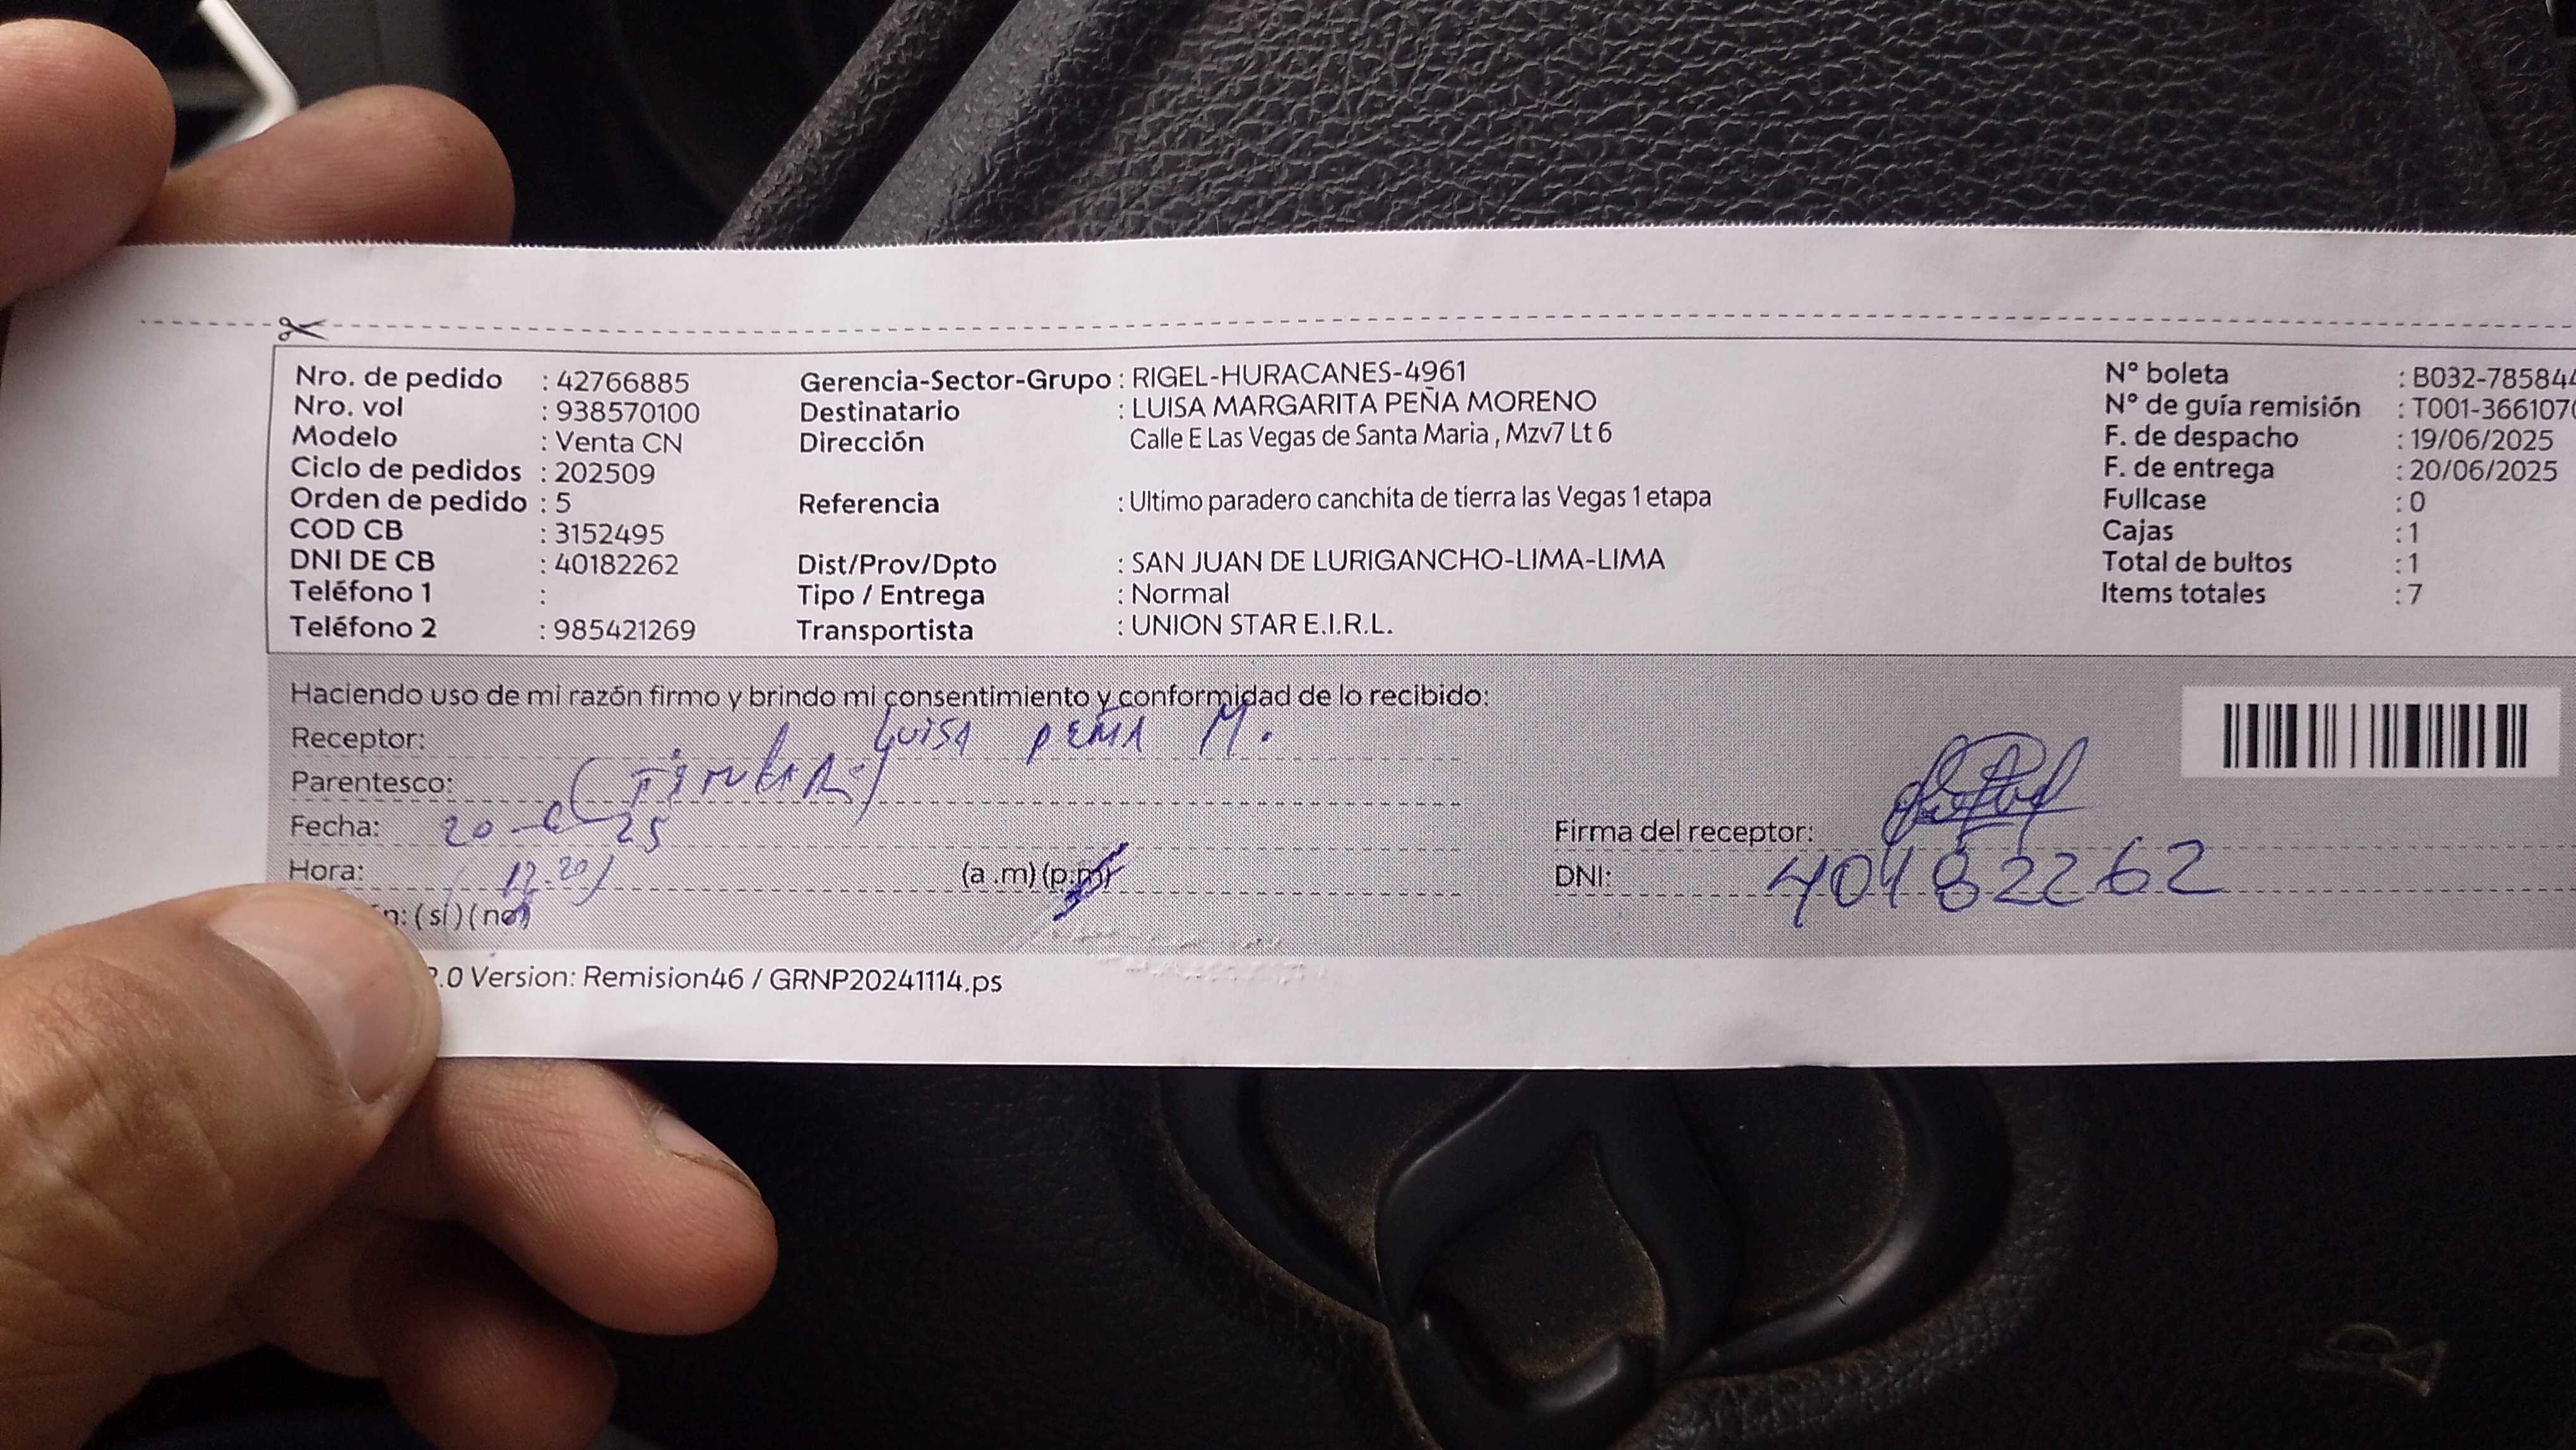 Nro. de pedido : 42766885
Nro. vol : 938570100
Modelo : Venta CN
Ciclo de pedidos : 202509
Orden de pedido : 5
COD CB : 3152495
DNI DE CB : 40182262
Teléfono 1 :
Teléfono 2 : 985421269
Gerencia-Sector-Grupo : RIGEL-HURACANES-4961
Destinatario : LUISA MARGARITA PEÑA MORENO
Dirección Calle E Las Vegas de Santa Maria , Mzv7 Lt 6
Referencia : Ultimo paradero canchita de tierra las Vegas 1 etapa
Dist/Prov/Dpto : SAN JUAN DE LURIGANCHO-LIMA-LIMA
Tipo / Entrega : Normal
Transportista : UNION STAR E.I.R.L.
N° boleta : B032-785844
N° de guía remisión : T001-3661070
F. de despacho : 19/06/2025
F. de entrega : 20/06/2025
Fullcase : 0
Cajas : 1
Total de bultos : 1
Items totales : 7
Haciendo uso de mi razón firmo y brindo mi consentimiento y conformidad de lo recibido:
Receptor: LUISA PEÑA M.
Parentesco: (TITULAR)
Fecha: 20-6-25
Hora: 12:20 (a .m) (p.m)
n: (sí) (no)
Firma del receptor:
DNI: 40182262
.0 Version: Remision46 / GRNP20241114.ps